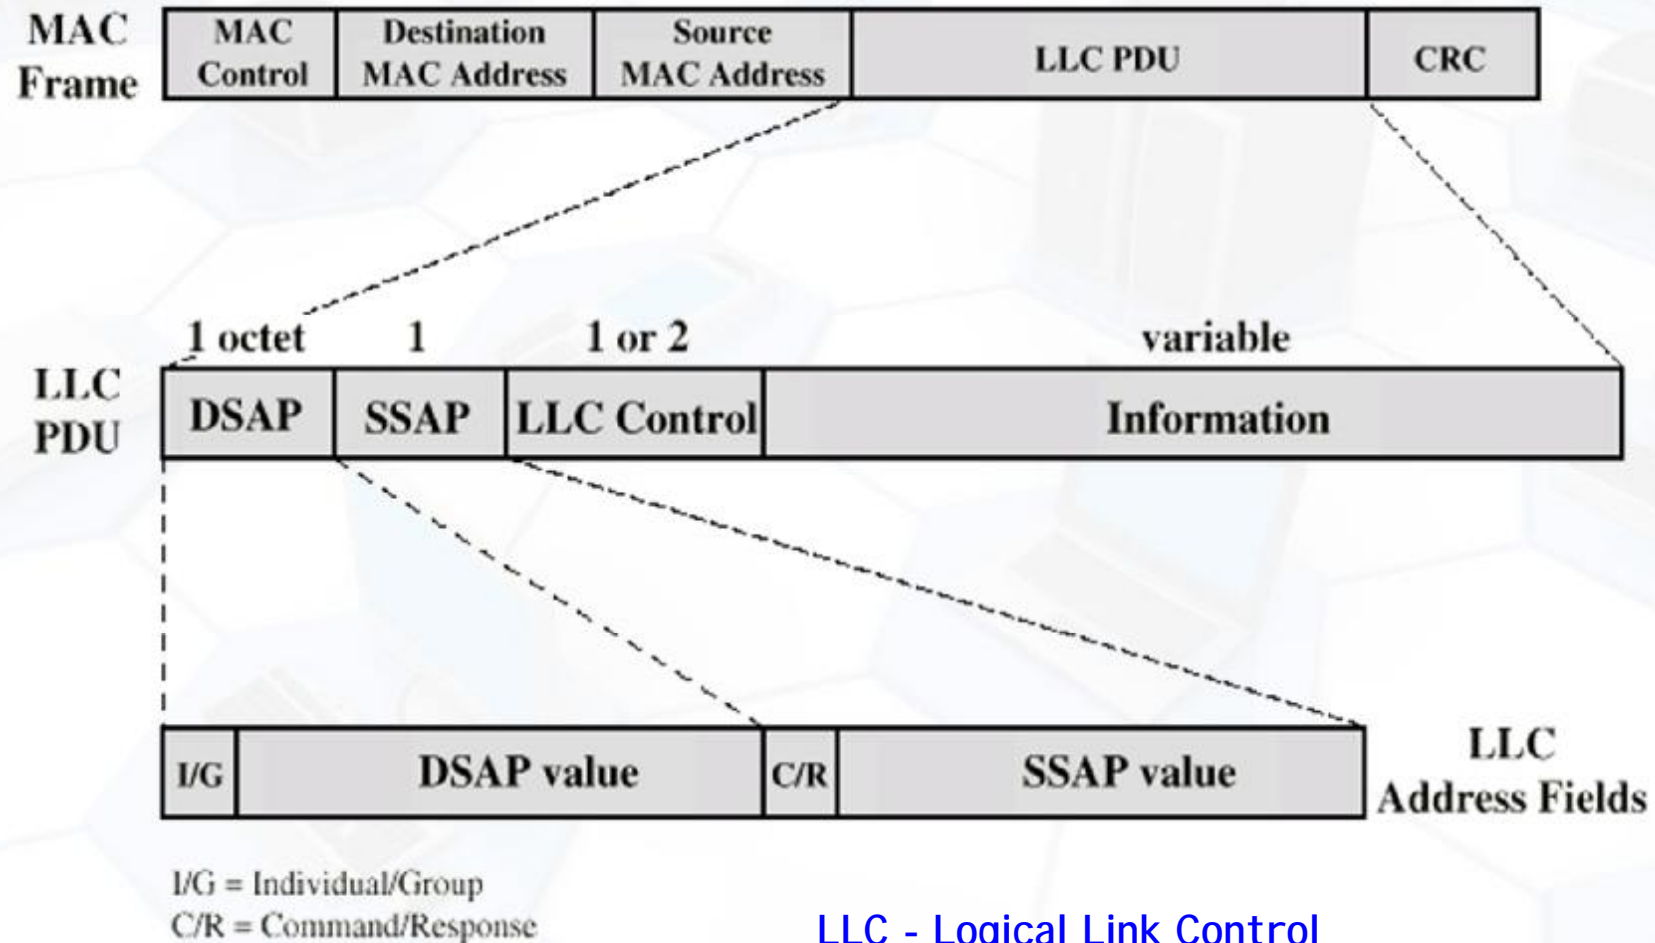 MAC
Frame
MAC
Control
Destination
MAC Address
Source
MAC Address
LLC PDU
CRC
1 octet
1
1 or 2
variable
LLC
PDU
DSAP
SSAP
LLC Control
Information
I/G
DSAP value
C/R
SSAP value
LLC
Address Fields
I/G = Individual/Group
C/R = Command/Response
LLC - Logical Link Control